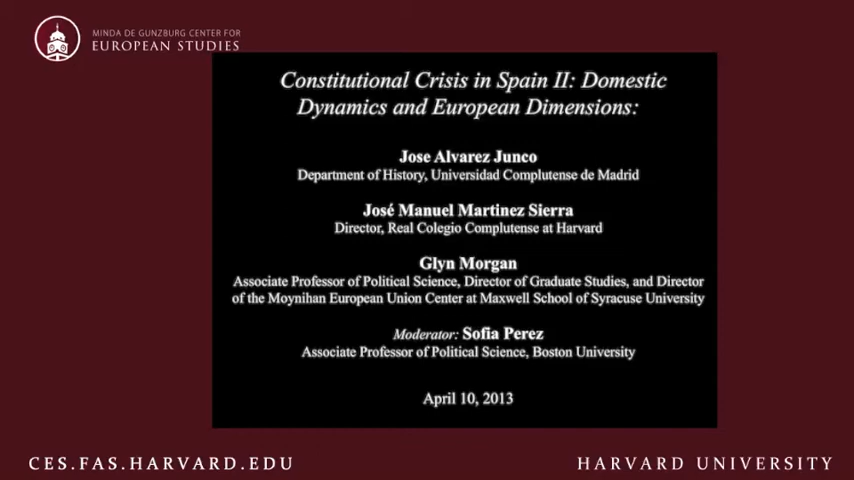 MINDA DE GUNZBURG CENTER FOR
EUROPEAN STUDIES
Constitutional Crisis in Spain II: Domestic
Dynamics and European Dimensions:
Jose Alvarez Junco
Department of History, Universidad Complutense de Madrid
José Manuel Martinez Sierra
Director, Real Colegio Complutense at Harvard
Glyn Morgan
Associate Professor of Political Science, Director of Graduate Studies, and Director
of the Moynihan European Union Center at Maxwell School of Syracuse University
Moderator: Sofia Perez
Associate Professor of Political Science, Boston University
April 10, 2013
CES.FAS.HARVARD.EDU
HARVARD UNIVERSITY